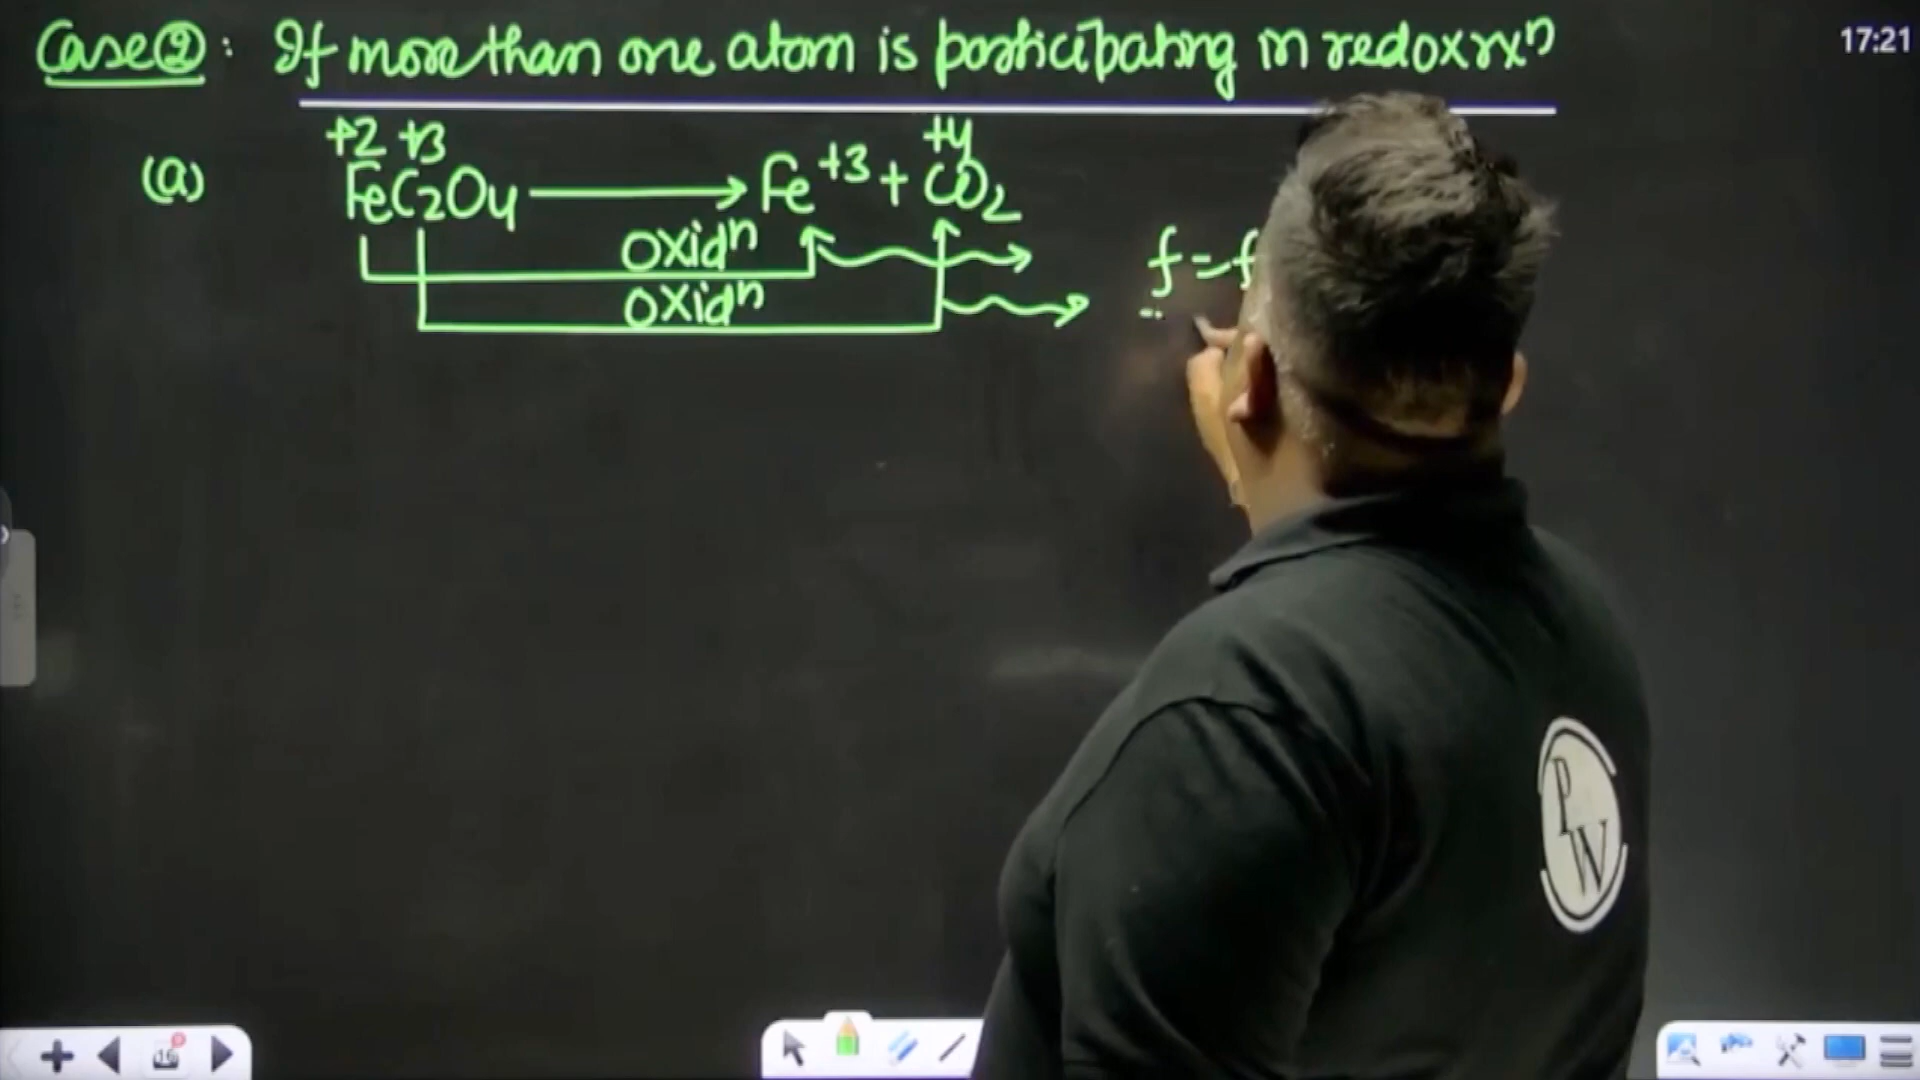 Case②: If more than one atom is participating in redox rxⁿ
17:21
+2 +3 +4
(a) FeC₂O₄ ⟶ Fe⁺³ + CO₂
oxidⁿ
f = f
oxidⁿ
P
W
16